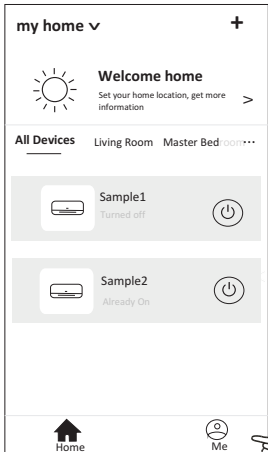 my home
Welcome home
Set your home location, get more
information
All Devices Living Room Master Bedroom
Sample1
Turned off
Sample2
Already On
Home Me